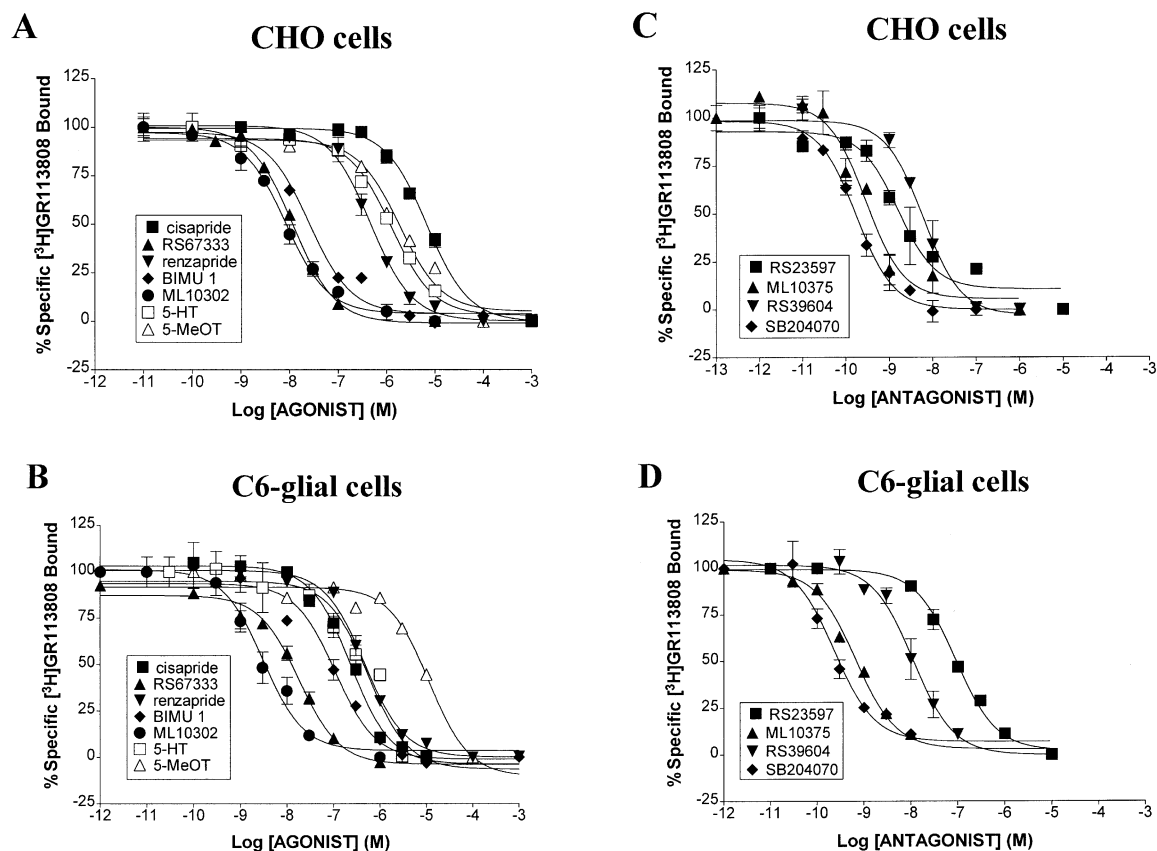 A
CHO cells
% Specific [³H]GR113808 Bound
125
100
75
50
25
0
-25
cisapride
RS67333
renzapride
BIMU 1
ML10302
5-HT
5-MeOT
-12 -11 -10 -9 -8 -7 -6 -5 -4 -3
Log [AGONIST] (M)
C
CHO cells
% Specific [³H]GR113808 Bound
125
100
75
50
25
0
-25
RS23597
ML10375
RS39604
SB204070
-13 -12 -11 -10 -9 -8 -7 -6 -5 -4
Log [ANTAGONIST] (M)
B
C6-glial cells
% Specific [³H]GR113808 Bound
125
100
75
50
25
0
-25
cisapride
RS67333
renzapride
BIMU 1
ML10302
5-HT
5-MeOT
-12 -11 -10 -9 -8 -7 -6 -5 -4 -3
Log [AGONIST] (M)
D
C6-glial cells
% Specific [³H]GR113808 Bound
125
100
75
50
25
0
-25
RS23597
ML10375
RS39604
SB204070
-12 -11 -10 -9 -8 -7 -6 -5 -4 -3
Log [ANTAGONIST] (M)